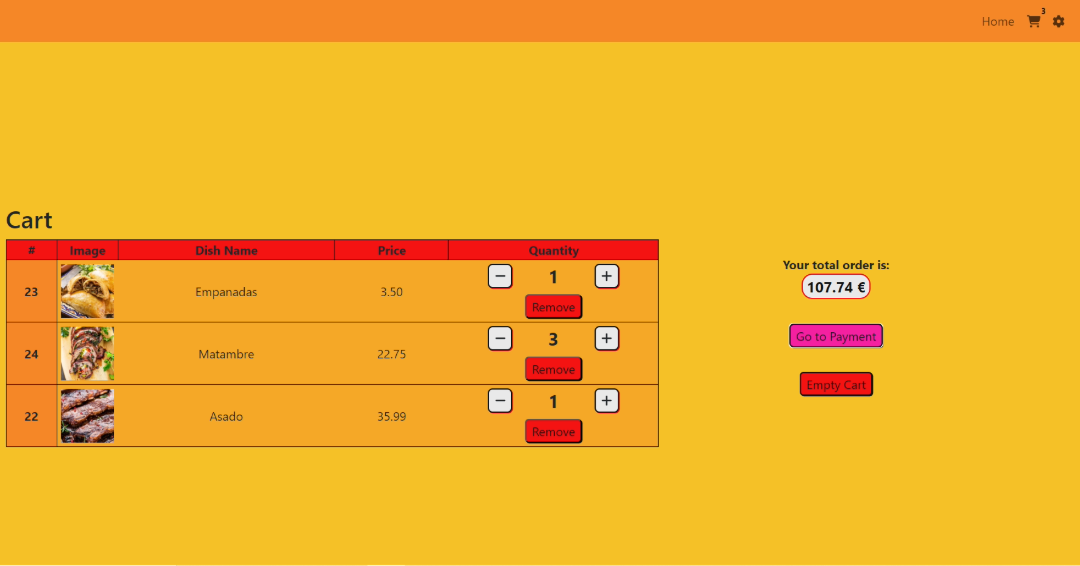 Home 3
Cart
# Image Dish Name Price Quantity
23 Empanadas 3.50 − 1 +
Remove
24 Matambre 22.75 − 3 +
Remove
22 Asado 35.99 − 1 +
Remove
Your total order is:
107.74 €
Go to Payment
Empty Cart